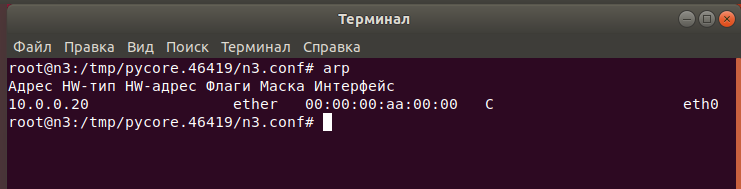 Терминал
Файл Правка Вид Поиск Терминал Справка
root@n3:/tmp/pycore.46419/n3.conf# arp
Адрес HW-тип HW-адрес Флаги Маска Интерфейс
10.0.0.20 ether 00:00:00:aa:00:00 C eth0
root@n3:/tmp/pycore.46419/n3.conf#